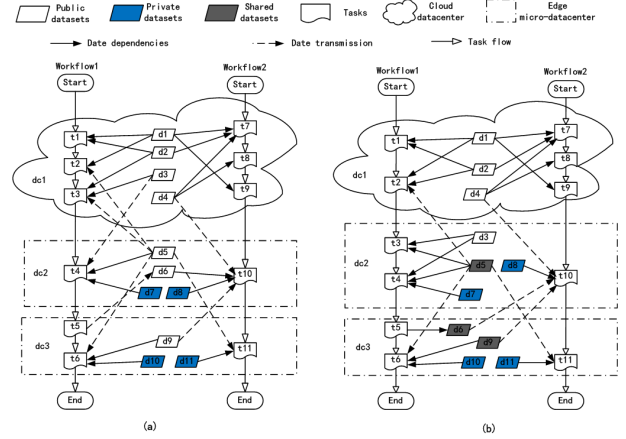 Public datasets
Private datasets
Shared datasets
Tasks
Cloud datacenter
Edge micro-datacenter
Date dependencies
Date transmission
Task flow
Workflow1
Workflow2
Start
Start
t1
d1
t7
d2
t2
d3
t8
dc1
t3
d4
t9
d5
dc2
t4
d6
t10
d7
d8
t5
d9
dc3
t6
d10
d11
t11
End
End
(a)
Workflow1
Workflow2
Start
Start
t1
d1
t7
d2
t8
dc1
t2
d4
t9
t3
d3
dc2
d5
d8
t4
t10
d7
t5
d6
dc3
d9
t6
d10
d11
t11
End
End
(b)